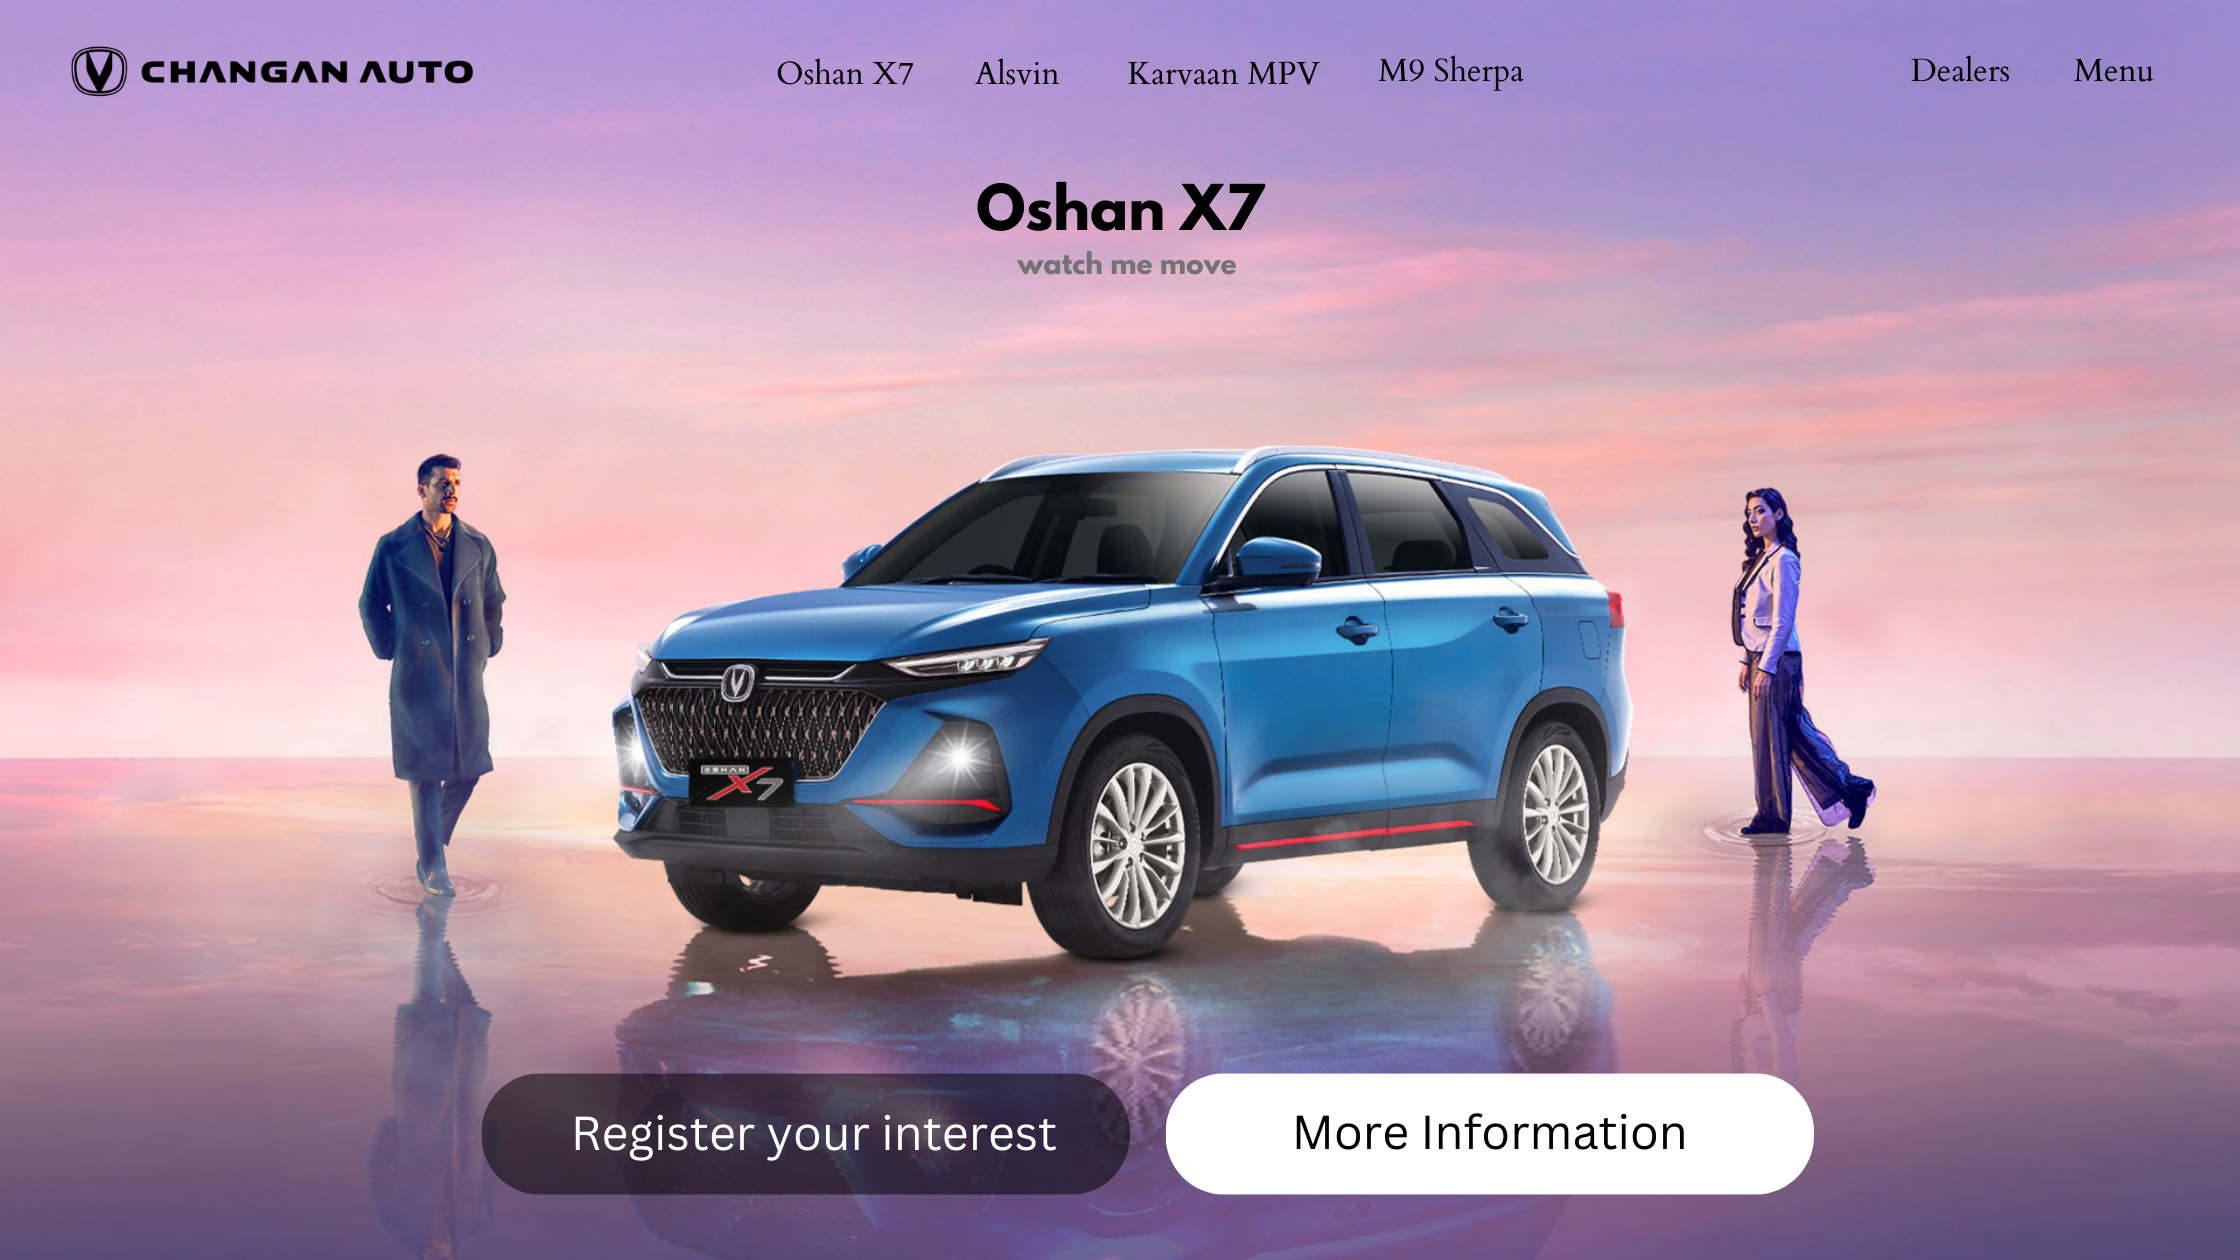 CHANGAN AUTO
Oshan X7
Alsvin
Karvaan MPV
M9 Sherpa
Dealers
Menu
Oshan X7
watch me move
OSHAN
X7
Register your interest
More Information